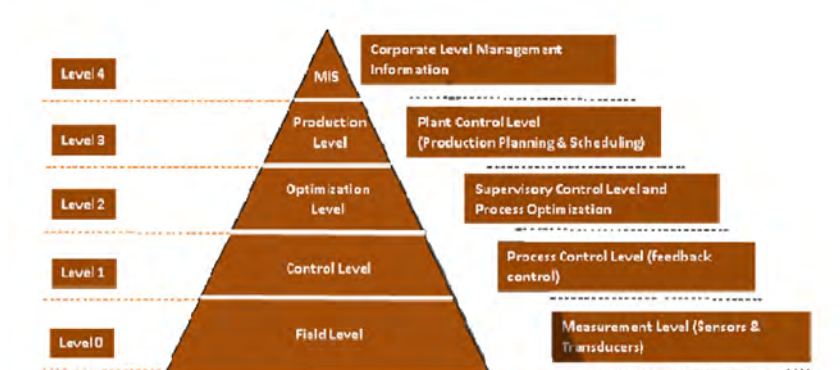 Level 4
MIS
Corporate Level Management
Information
Level 3
Production
Level
Plant Control Level
(Production Planning & Scheduling)
Level 2
Optimization
Level
Supervisory Control Level and
Process Optimization
Level 1
Control Level
Process Control Level (feedback
control)
Level 0
Field Level
Measurement Level (Sensors &
Transducers)